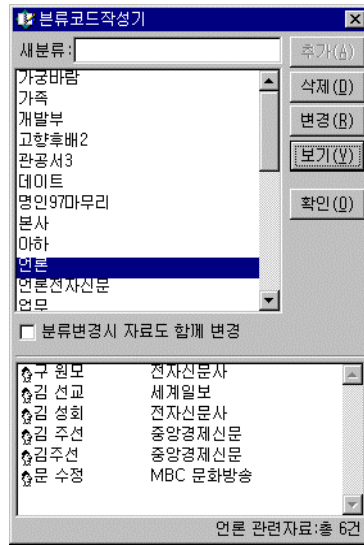 분류코드작성기
새분류:
추가(A)
가궁바람
가족
삭제(D)
개발부
변경(R)
고향후배2
관공서3
보기(V)
데이트
명인97마무리
확인(O)
본사
아하
언론
언론전자신문
업무
분류변경시 자료도 함께 변경
구 원모 전자신문사
김 선교 세계일보
김 성회 전자신문사
김 주선 중앙경제신문
김주선 중앙경제신문
문 수정 MBC 문화방송
언론 관련자료:총 6건